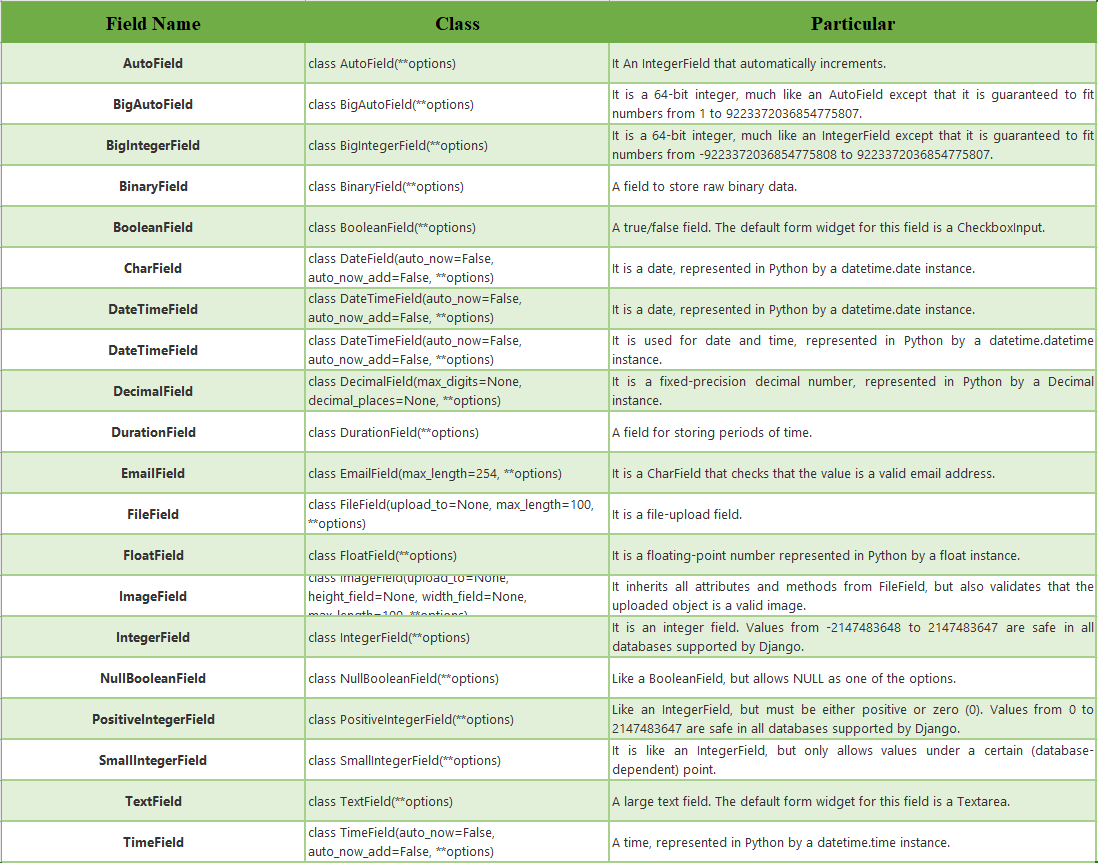 Field Name Class Particular
AutoField class AutoField(**options) It An IntegerField that automatically increments.
BigAutoField class BigAutoField(**options) It is a 64-bit integer, much like an AutoField except that it is guaranteed to fit
numbers from 1 to 9223372036854775807.
BigIntegerField class BigIntegerField(**options) It is a 64-bit integer, much like an IntegerField except that it is guaranteed to fit
numbers from -9223372036854775808 to 9223372036854775807.
BinaryField class BinaryField(**options) A field to store raw binary data.
BooleanField class BooleanField(**options) A true/false field. The default form widget for this field is a CheckboxInput.
CharField class DateField(auto_now=False,
auto_now_add=False, **options) It is a date, represented in Python by a datetime.date instance.
DateTimeField class DateTimeField(auto_now=False,
auto_now_add=False, **options) It is a date, represented in Python by a datetime.date instance.
DateTimeField class DateTimeField(auto_now=False,
auto_now_add=False, **options) It is used for date and time, represented in Python by a datetime.datetime
instance.
DecimalField class DecimalField(max_digits=None,
decimal_places=None, **options) It is a fixed-precision decimal number, represented in Python by a Decimal
instance.
DurationField class DurationField(**options) A field for storing periods of time.
EmailField class EmailField(max_length=254, **options) It is a CharField that checks that the value is a valid email address.
FileField class FileField(upload_to=None, max_length=100,
**options) It is a file-upload field.
FloatField class FloatField(**options) It is a floating-point number represented in Python by a float instance.
ImageField class ImageField(upload_to=None,
height_field=None, width_field=None,
max_length=100, **options) It inherits all attributes and methods from FileField, but also validates that the
uploaded object is a valid image.
IntegerField class IntegerField(**options) It is an integer field. Values from -2147483648 to 2147483647 are safe in all
databases supported by Django.
NullBooleanField class NullBooleanField(**options) Like a BooleanField, but allows NULL as one of the options.
PositiveIntegerField class PositiveIntegerField(**options) Like an IntegerField, but must be either positive or zero (0). Values from 0 to
2147483647 are safe in all databases supported by Django.
SmallIntegerField class SmallIntegerField(**options) It is like an IntegerField, but only allows values under a certain (database-
dependent) point.
TextField class TextField(**options) A large text field. The default form widget for this field is a Textarea.
TimeField class TimeField(auto_now=False,
auto_now_add=False, **options) A time, represented in Python by a datetime.time instance.